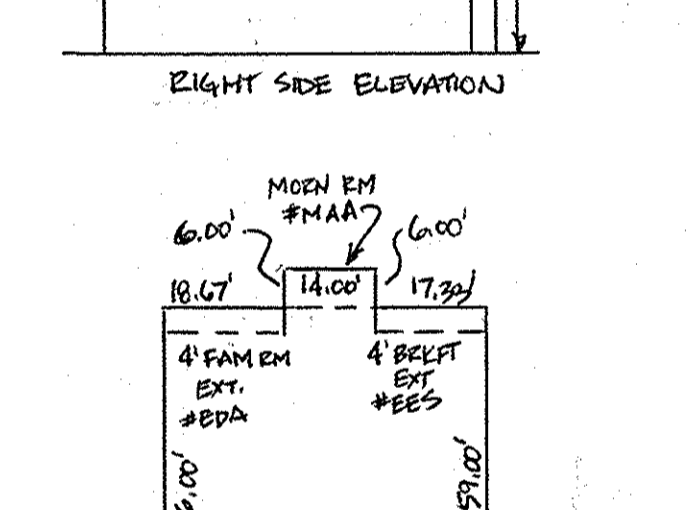 RIGHT SIDE ELEVATION
MORN RM
#MAA
6.00'
6.00'
18.67'
14.00'
17.33'
4' FAM RM
EXT.
#EDA
4' BRKFT
EXT
#EES
59.00'